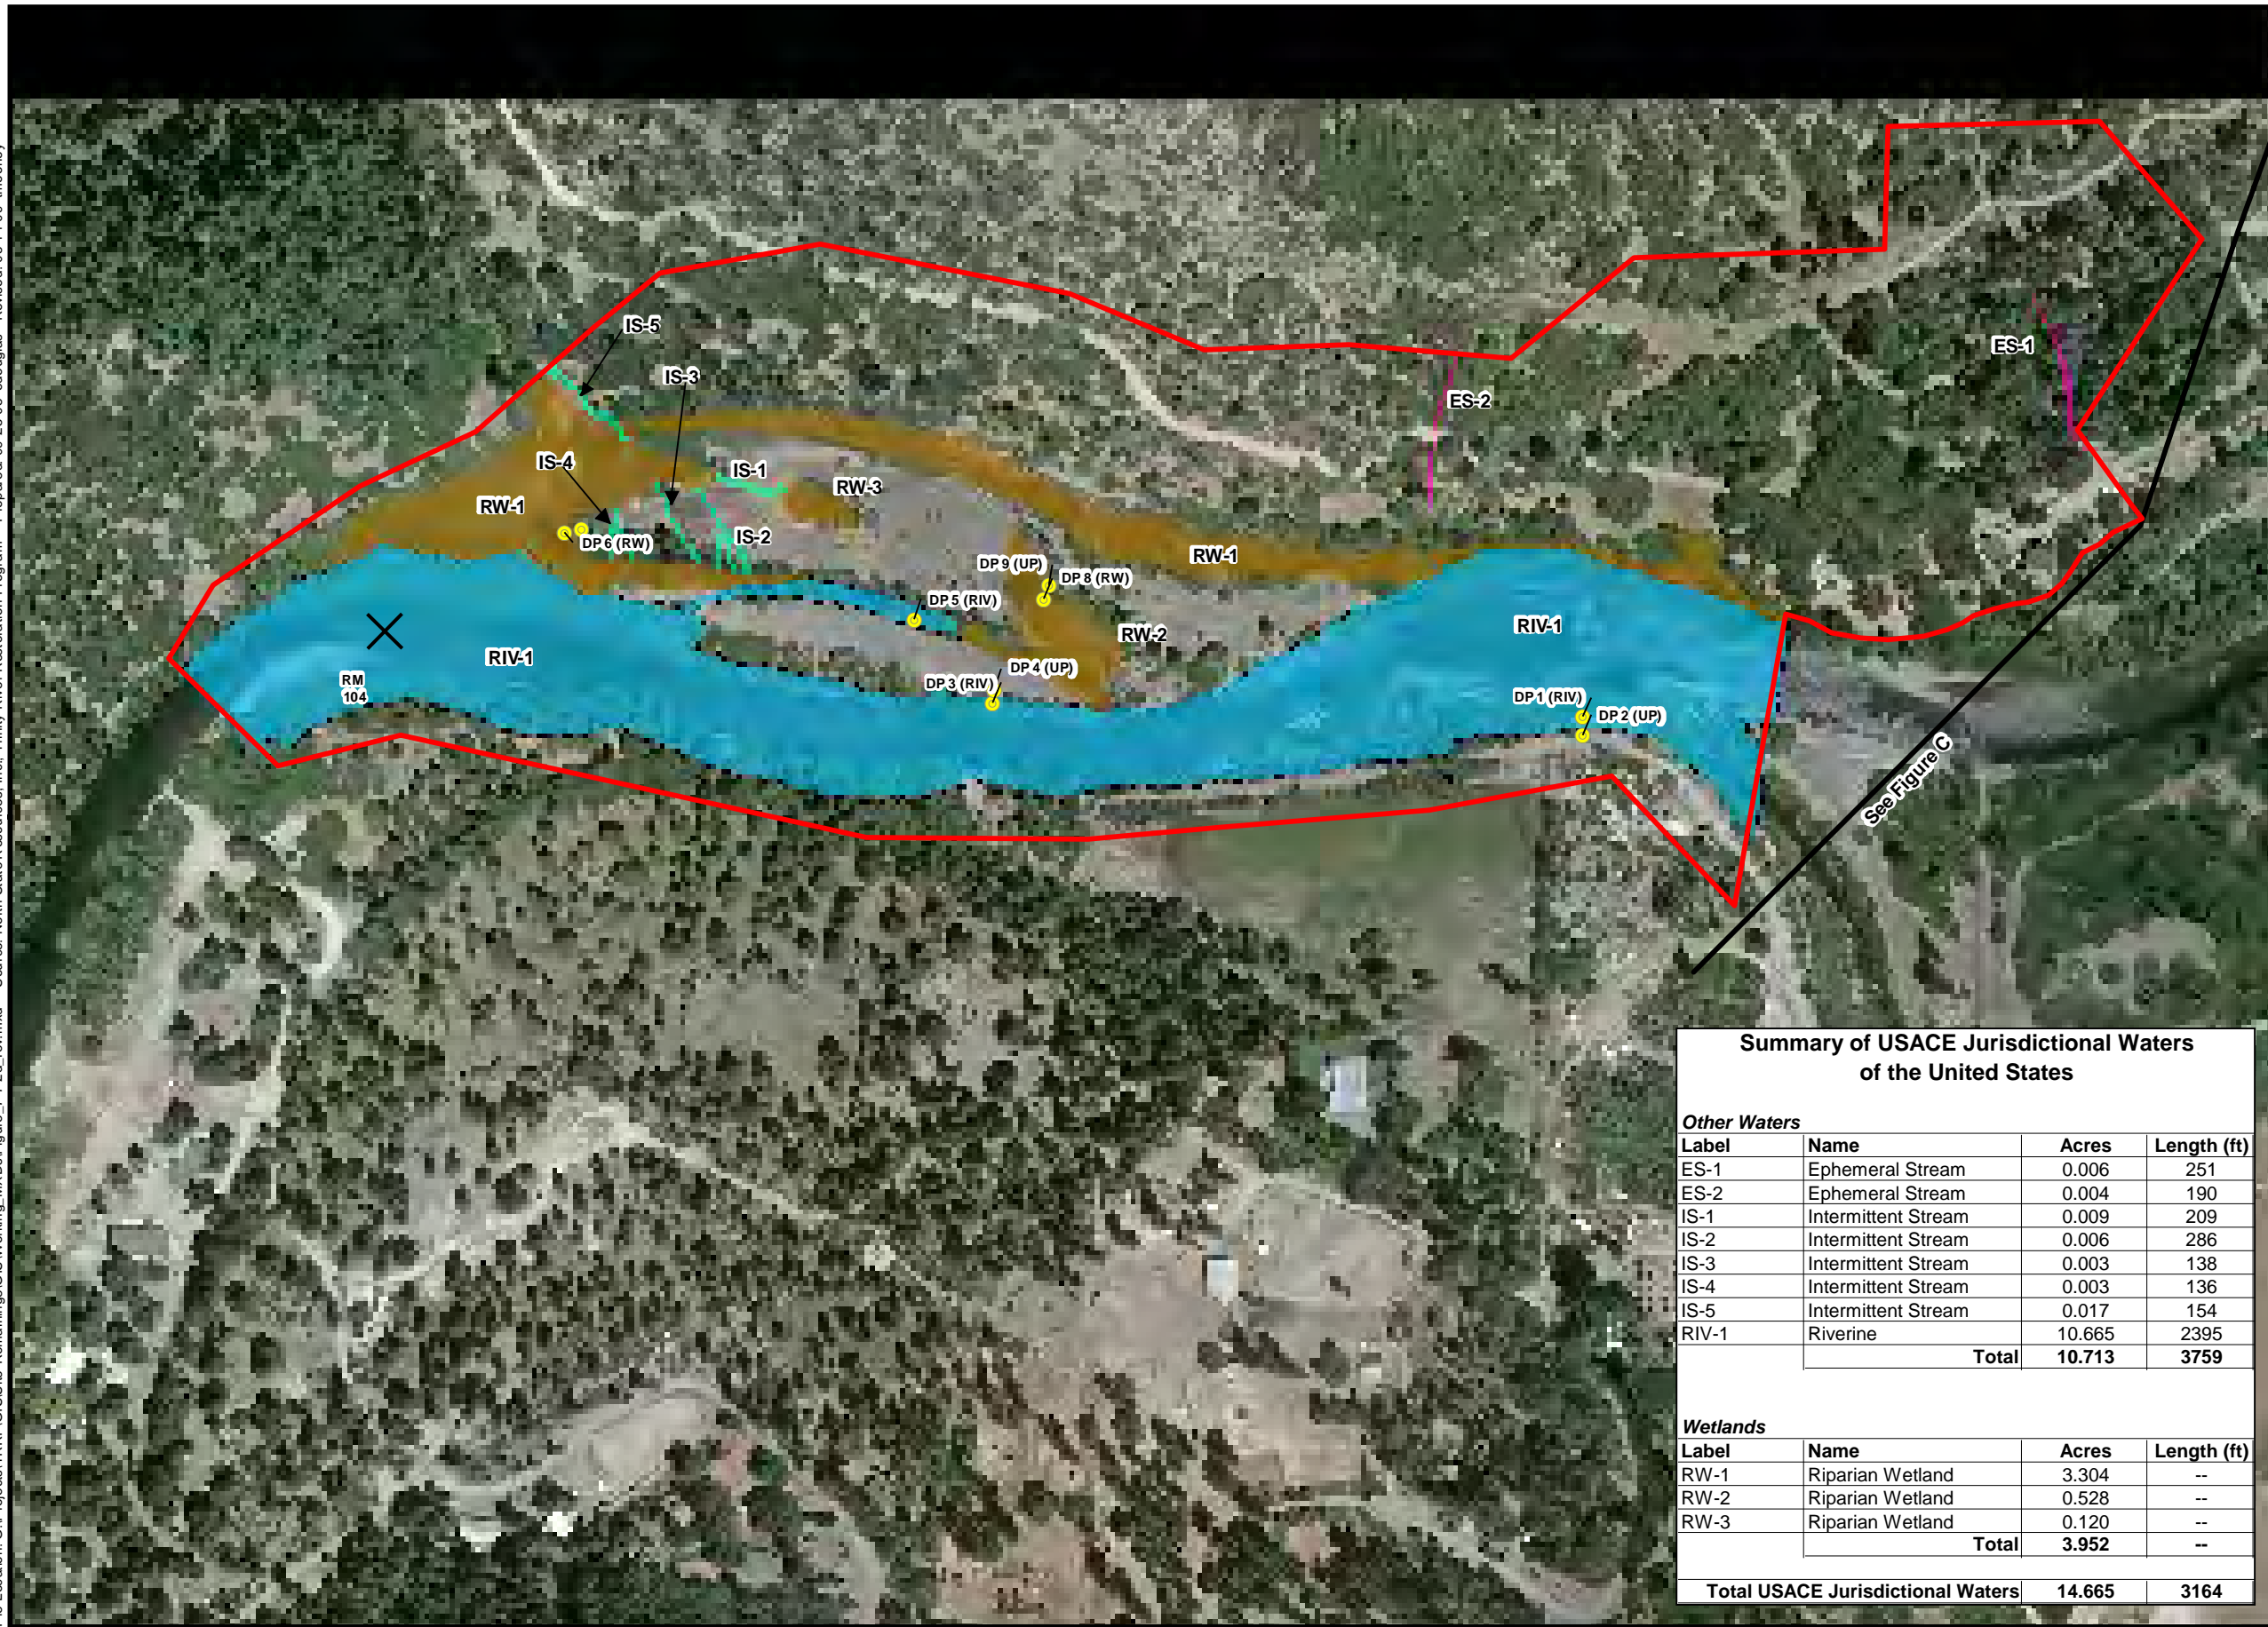 IS-5
IS-3
ES-1
ES-2
IS-4
IS-1
RW-3
RW-1
IS-2
DP 6 (RW)
RW-1
DP 9 (UP)
DP 8 (RW)
DP 5 (RIV)
RW-2
RIV-1
RIV-1
DP 4 (UP)
RM
104
DP 3 (RIV)
DP 1 (RIV)
DP 2 (UP)
See Figure C
Summary of USACE Jurisdictional Waters
of the United States
Other Waters
Label Name Acres Length (ft)
ES-1 Ephemeral Stream 0.006 251
ES-2 Ephemeral Stream 0.004 190
IS-1 Intermittent Stream 0.009 209
IS-2 Intermittent Stream 0.006 286
IS-3 Intermittent Stream 0.003 138
IS-4 Intermittent Stream 0.003 136
IS-5 Intermittent Stream 0.017 154
RIV-1 Riverine 10.665 2395
Total 10.713 3759
Wetlands
Label Name Acres Length (ft)
RW-1 Riparian Wetland 3.304 --
RW-2 Riparian Wetland 0.528 --
RW-3 Riparian Wetland 0.120 --
Total 3.952 --
Total USACE Jurisdictional Waters 14.665 3164